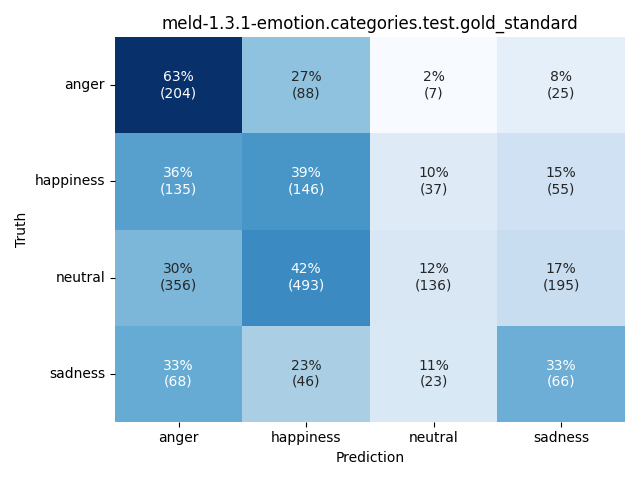 meld-1.3.1-emotion.categories.test.gold_standard
anger
63% 27% 2% 8%
(204) (88) (7) (25)
happiness
36% 39% 10% 15%
(135) (146) (37) (55)
neutral
30% 42% 12% 17%
(356) (493) (136) (195)
sadness
33% 23% 11% 33%
(68) (46) (23) (66)
Truth
anger happiness neutral sadness
Prediction